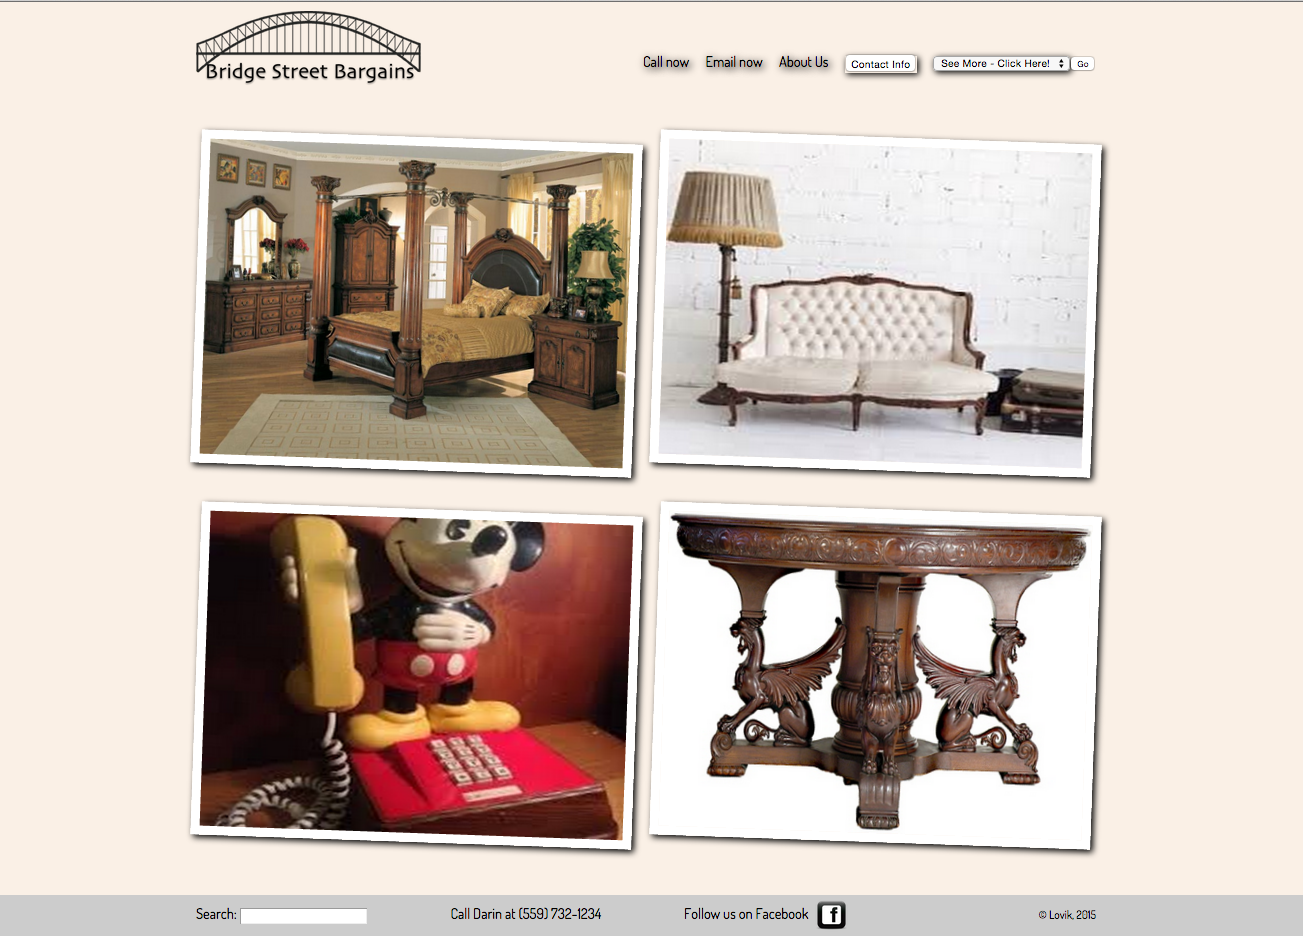 Bridge Street Bargains
Call now
Email now
About Us
Contact Info
See More - Click Here!
Go
Search:
Call Darin at (559) 732-1234
Follow us on Facebook
f
© Lovik, 2015